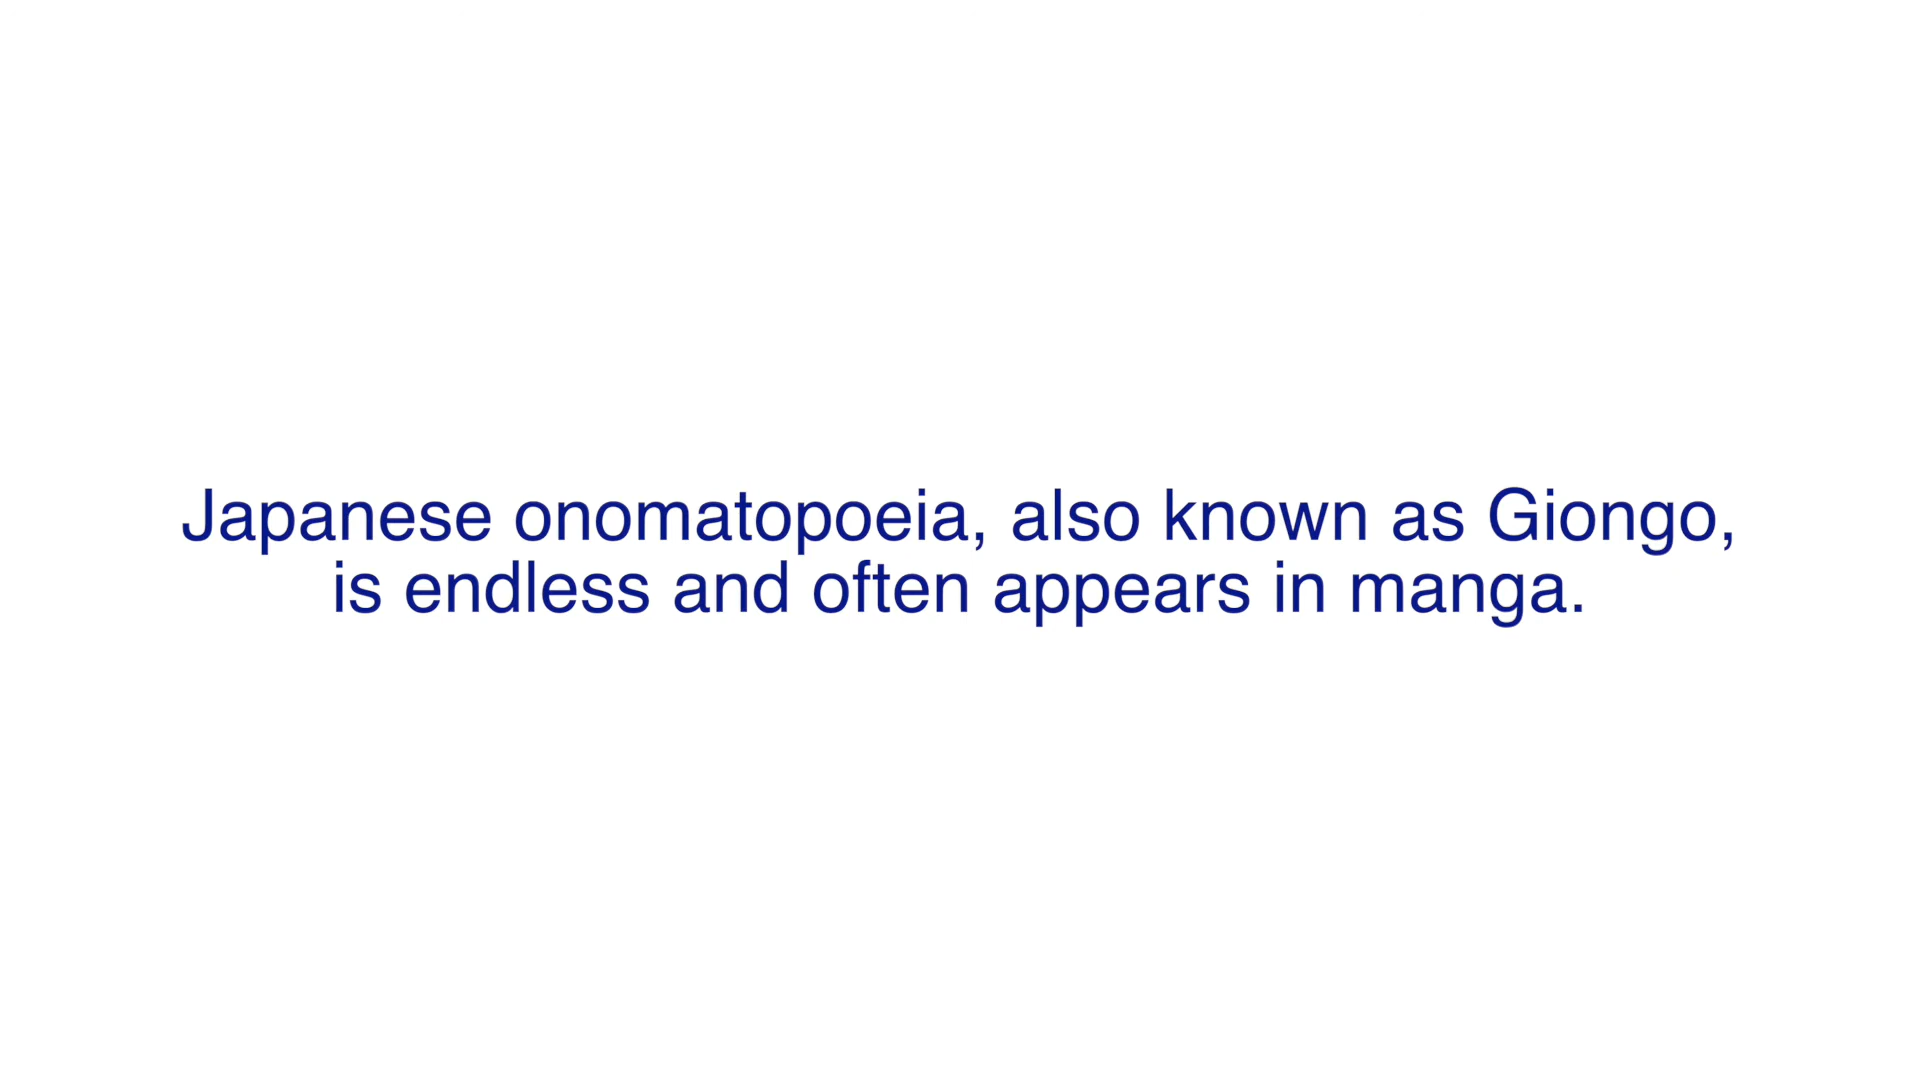 Japanese onomatopoeia, also known as Giongo,
is endless and often appears in manga.